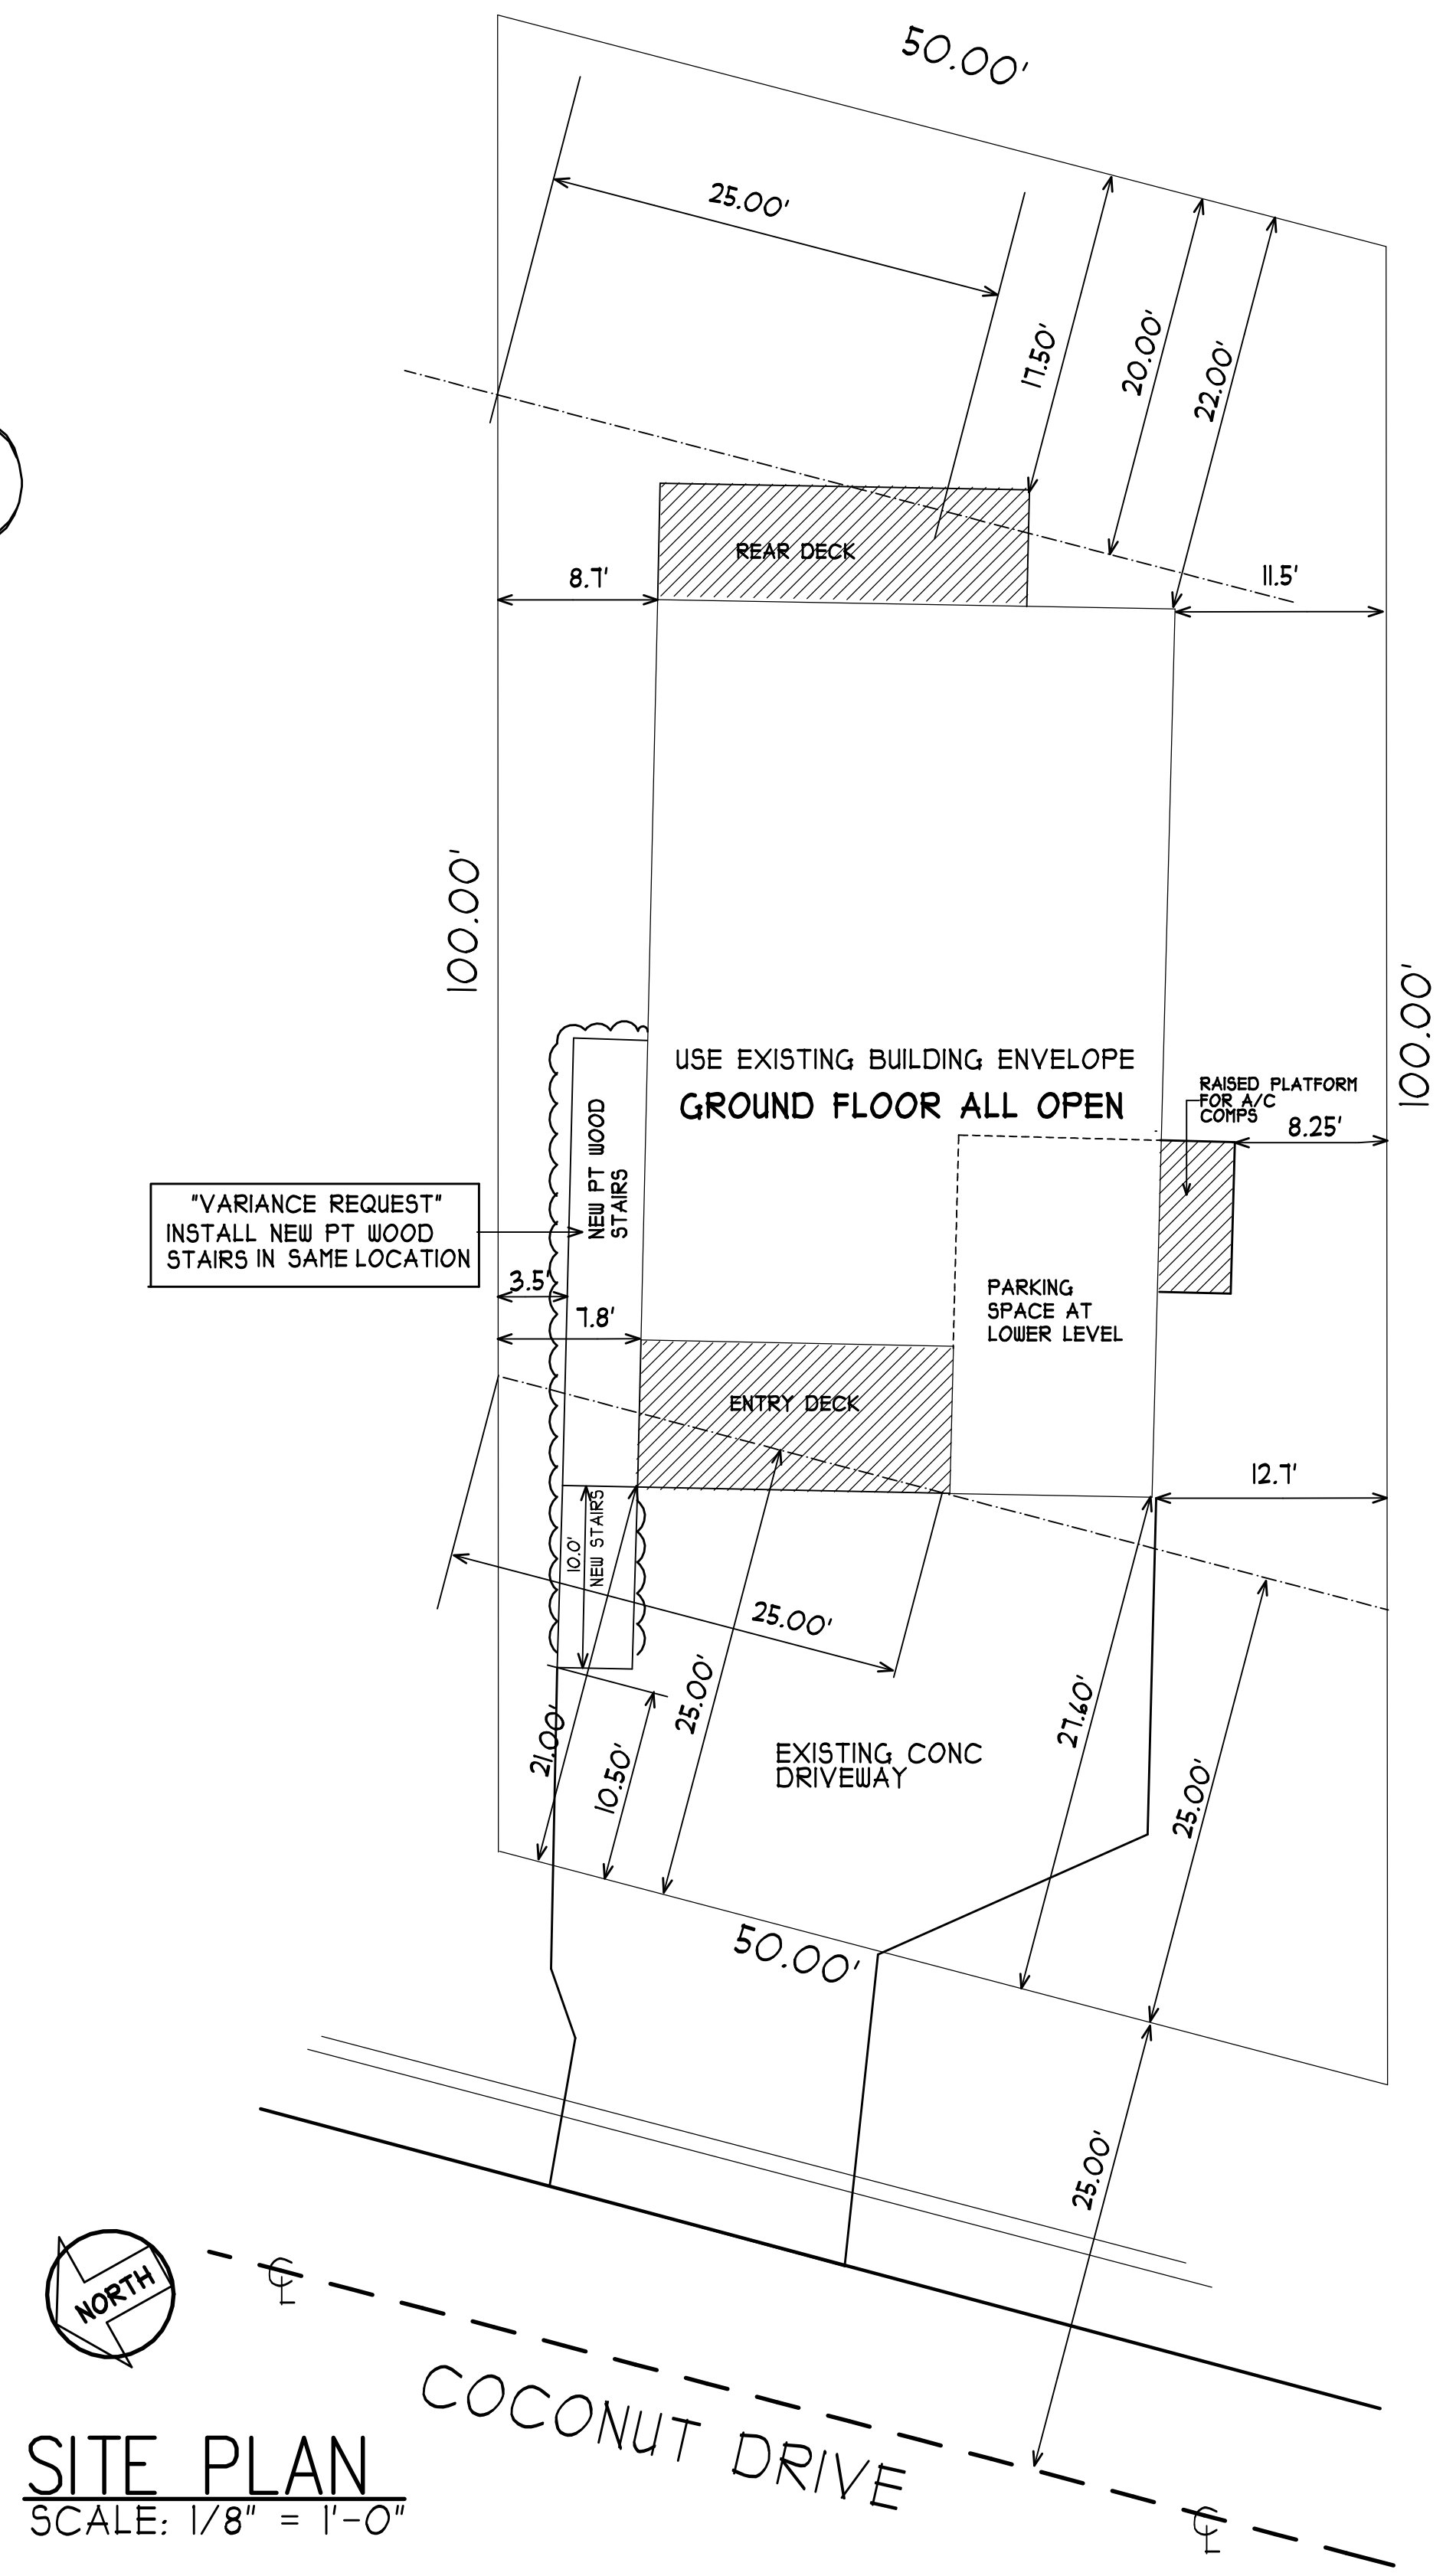 50.00'
25.00'
17.50'
20.00'
22.00'
REAR DECK
8.7'
11.5'
100.00'
100.00'
USE EXISTING BUILDING ENVELOPE
GROUND FLOOR ALL OPEN
RAISED PLATFORM
FOR A/C
COMPS
8.25'
NEW PT WOOD
STAIRS
"VARIANCE REQUEST"
INSTALL NEW PT WOOD
STAIRS IN SAME LOCATION
3.5'
7.8'
PARKING
SPACE AT
LOWER LEVEL
ENTRY DECK
12.7'
10.0'
NEW STAIRS
25.00'
21.00'
10.50'
25.00'
27.60'
25.00'
EXISTING CONC
DRIVEWAY
50.00'
25.00'
NORTH
CL
COCONUT DRIVE
CL
SITE PLAN
SCALE: 1/8" = 1'-0"